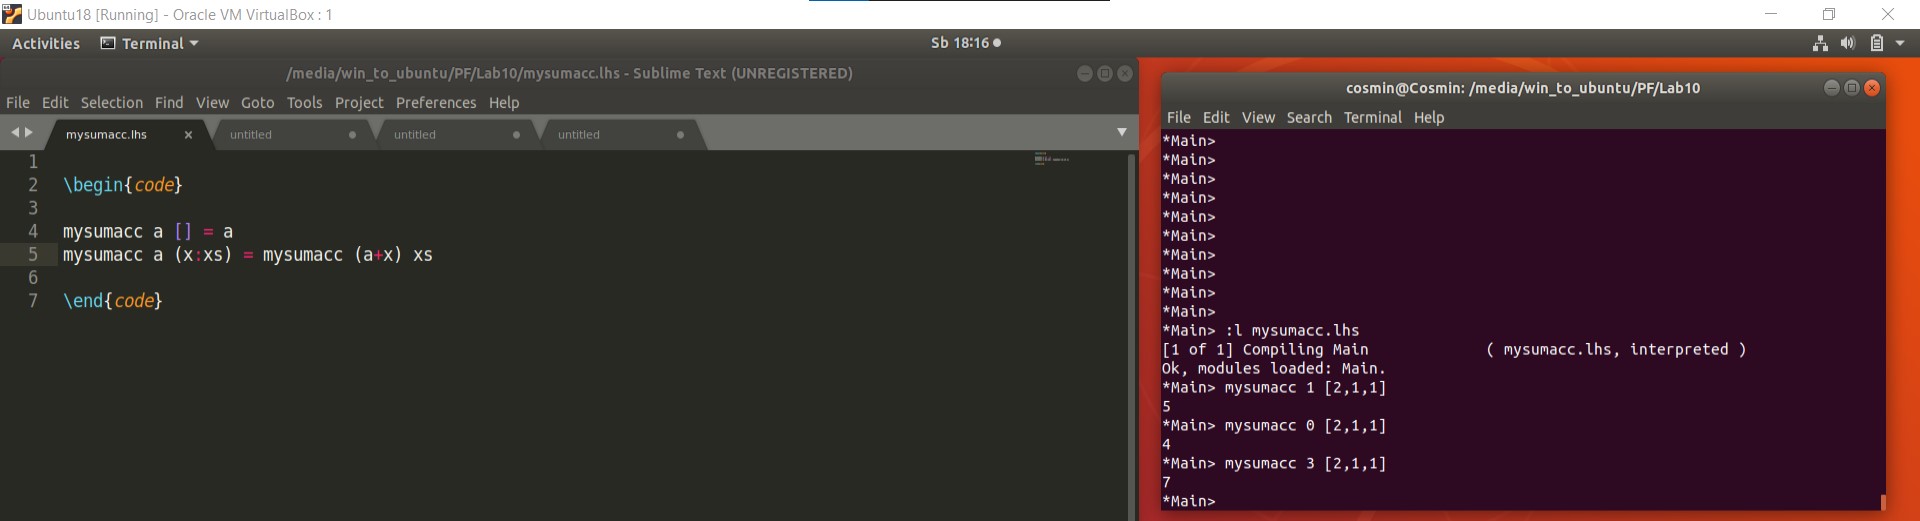 Ubuntu18 [Running] - Oracle VM VirtualBox : 1
Activities Terminal Sb 18:16
/media/win_to_ubuntu/PF/Lab10/mysumacc.lhs - Sublime Text (UNREGISTERED)
File Edit Selection Find View Goto Tools Project Preferences Help
mysumacc.lhs untitled untitled untitled
1
2 \begin{code}
3
4 mysumacc a [] = a
5 mysumacc a (x:xs) = mysumacc (a+x) xs
6
7 \end{code}
cosmin@Cosmin: /media/win_to_ubuntu/PF/Lab10
File Edit View Search Terminal Help
*Main>
*Main>
*Main>
*Main>
*Main>
*Main>
*Main>
*Main>
*Main>
*Main>
*Main> :l mysumacc.lhs
[1 of 1] Compiling Main ( mysumacc.lhs, interpreted )
Ok, modules loaded: Main.
*Main> mysumacc 1 [2,1,1]
5
*Main> mysumacc 0 [2,1,1]
4
*Main> mysumacc 3 [2,1,1]
7
*Main>